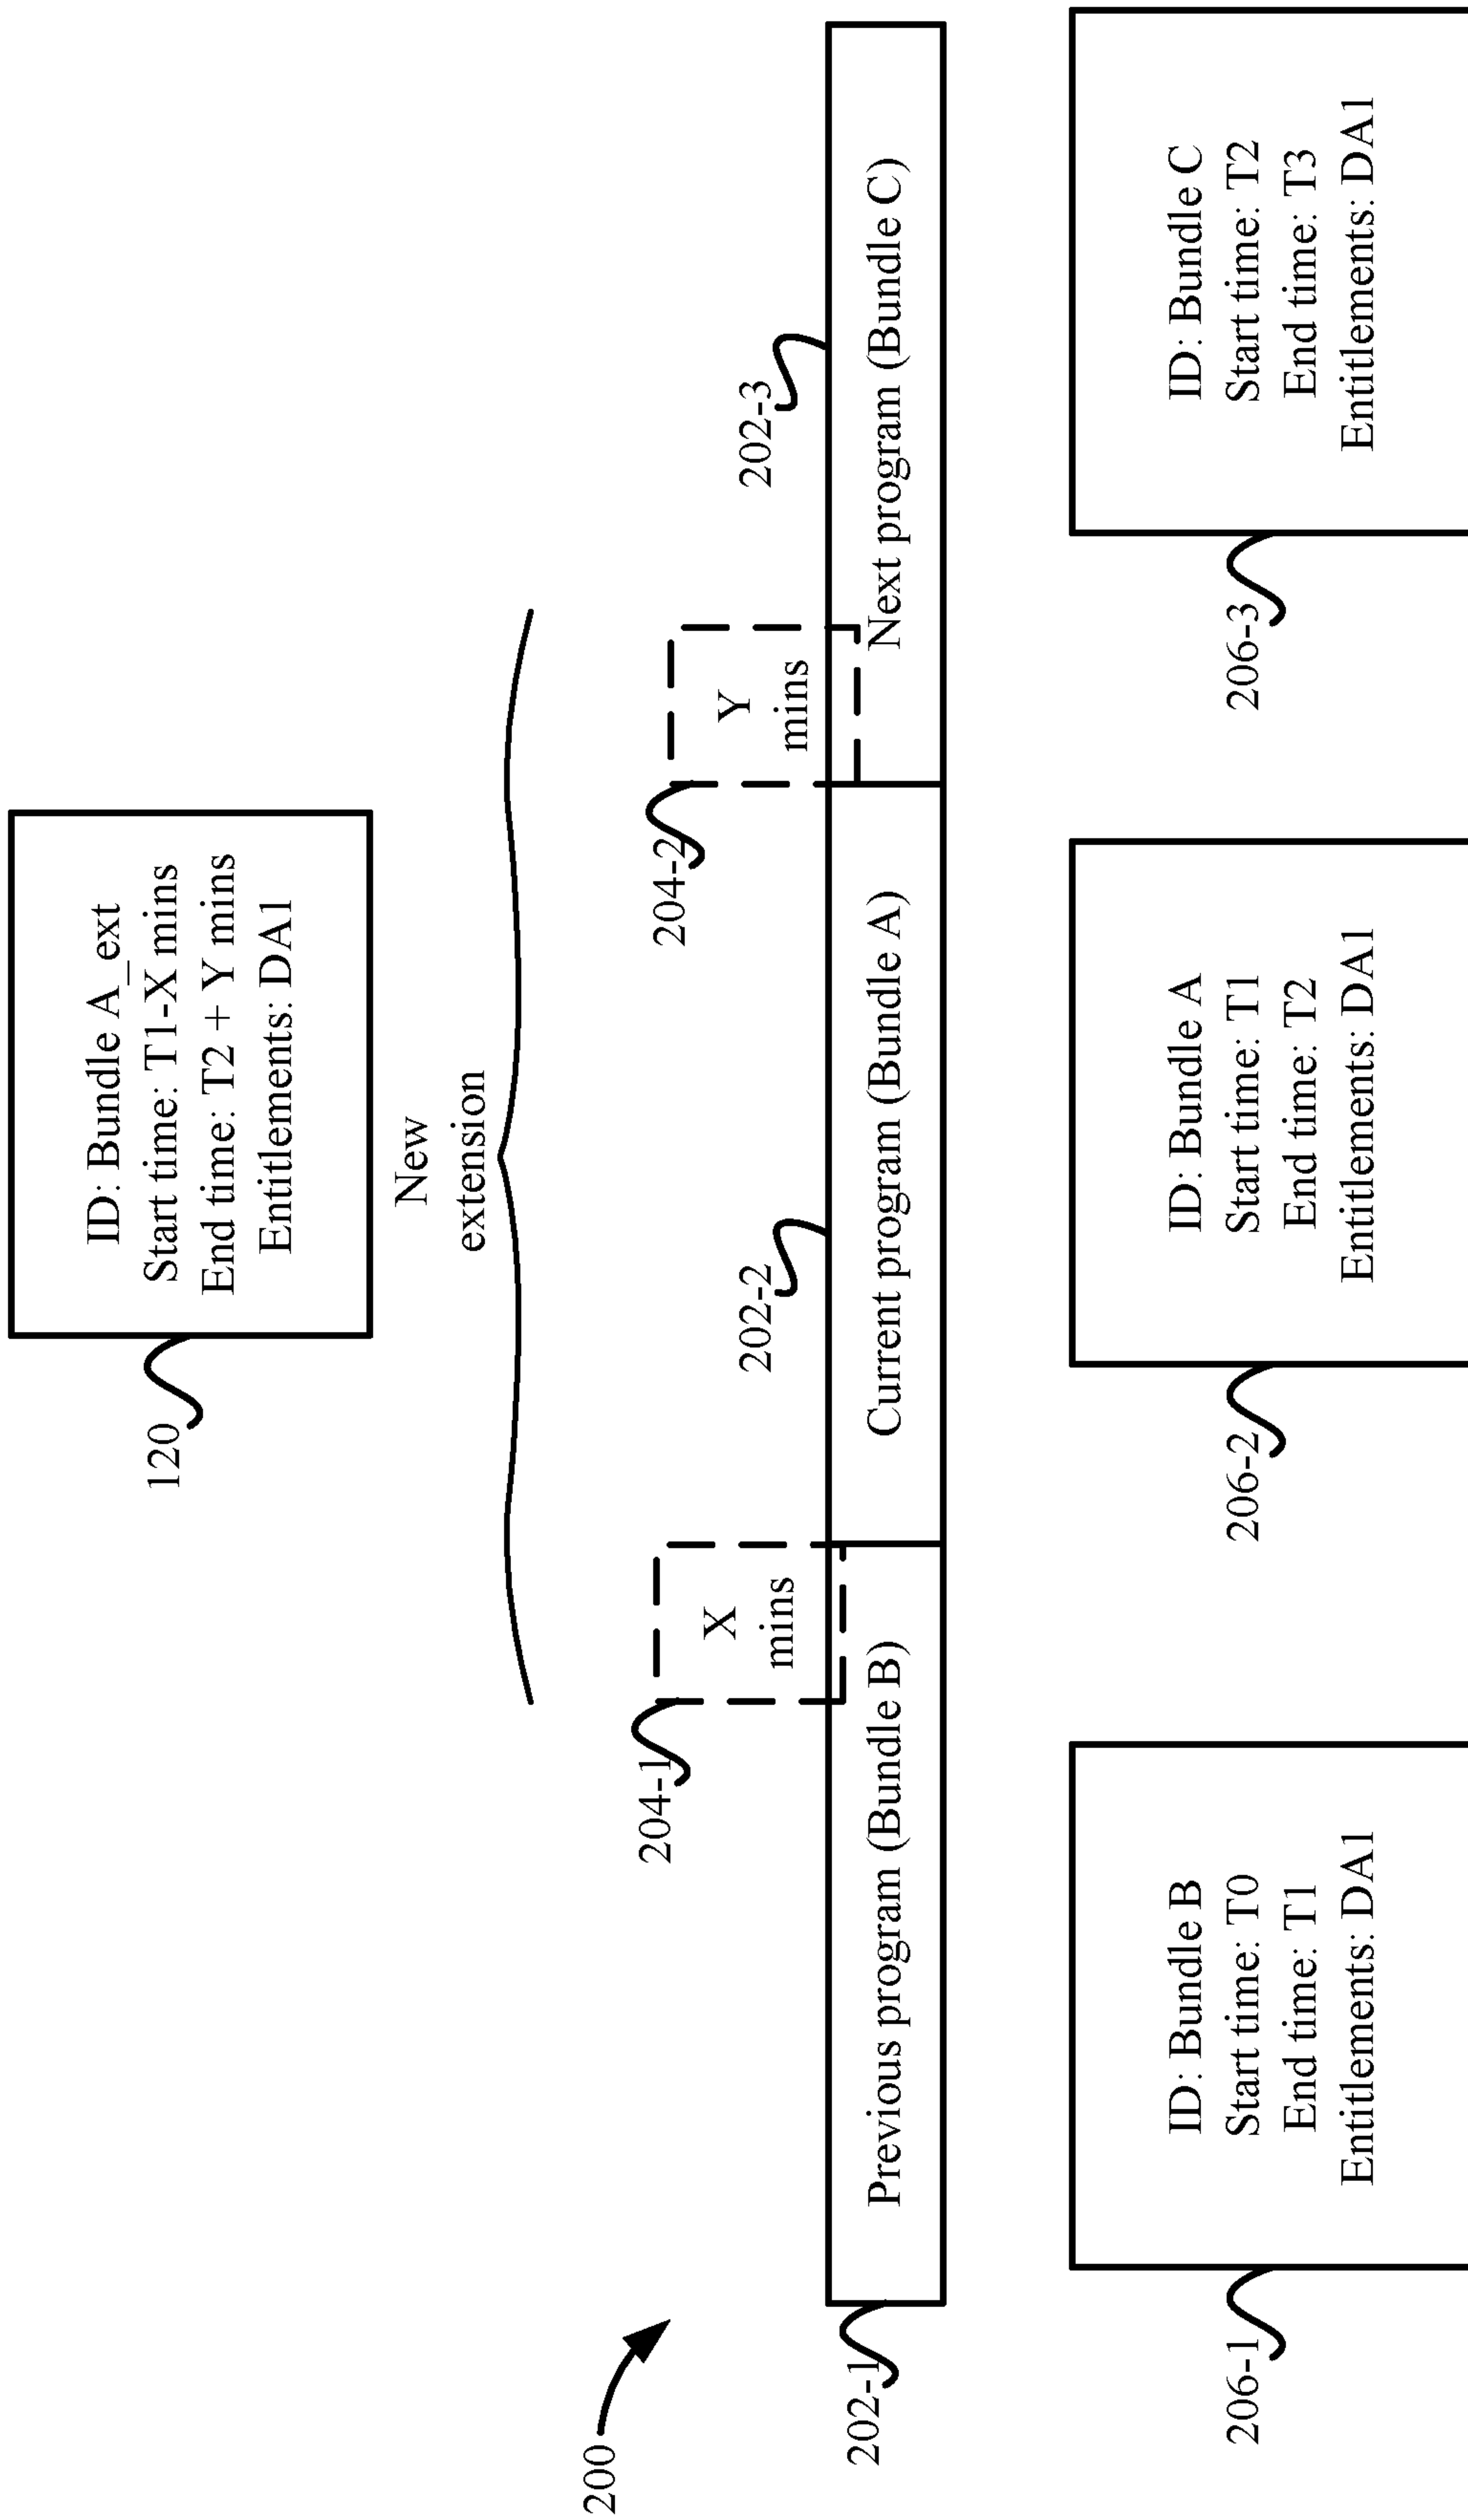 ID: Bundle A_ext
Start time: T1-X mins
End time: T2 + Y mins
Entitlements: DA1
120
New
extension
200
204-1
X
mins
204-2
Y
mins
202-1
202-2
202-3
Previous program (Bundle B)
Current program (Bundle A)
Next program (Bundle C)
206-1
ID: Bundle B
Start time: T0
End time: T1
Entitlements: DA1
206-2
ID: Bundle A
Start time: T1
End time: T2
Entitlements: DA1
206-3
ID: Bundle C
Start time: T2
End time: T3
Entitlements: DA1